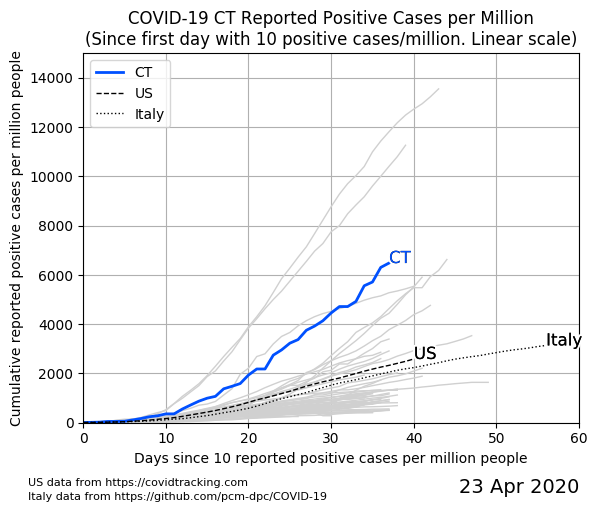 COVID-19 CT Reported Positive Cases per Million
(Since first day with 10 positive cases/million. Linear scale)
Cumulative reported positive cases per million people
14000
12000
10000
8000
6000
4000
2000
0
CT
US
Italy
CT
US
Italy
0 10 20 30 40 50 60
Days since 10 reported positive cases per million people
US data from https://covidtracking.com
Italy data from https://github.com/pcm-dpc/COVID-19
23 Apr 2020